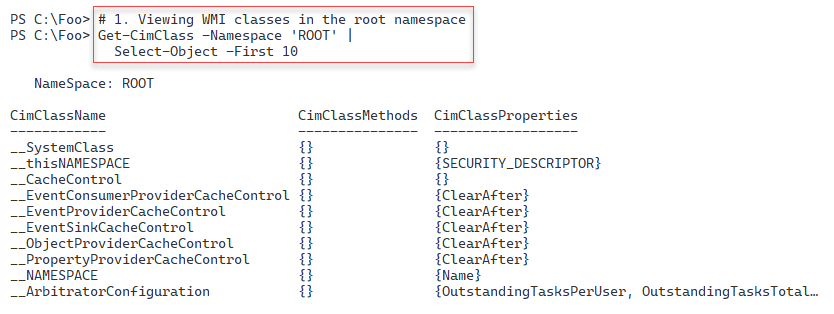 PS C:\Foo> # 1. Viewing WMI classes in the root namespace
PS C:\Foo> Get-CimClass -Namespace 'ROOT' |
  Select-Object -First 10

   NameSpace: ROOT

CimClassName                       CimClassMethods  CimClassProperties
------------                       ---------------  ------------------
__SystemClass                      {}               {}
__thisNAMESPACE                    {}               {SECURITY_DESCRIPTOR}
__CacheControl                     {}               {}
__EventConsumerProviderCacheControl {}              {ClearAfter}
__EventProviderCacheControl        {}               {ClearAfter}
__EventSinkCacheControl            {}               {ClearAfter}
__ObjectProviderCacheControl       {}               {ClearAfter}
__PropertyProviderCacheControl     {}               {ClearAfter}
__NAMESPACE                        {}               {Name}
__ArbitratorConfiguration          {}               {OutstandingTasksPerUser, OutstandingTasksTotal…